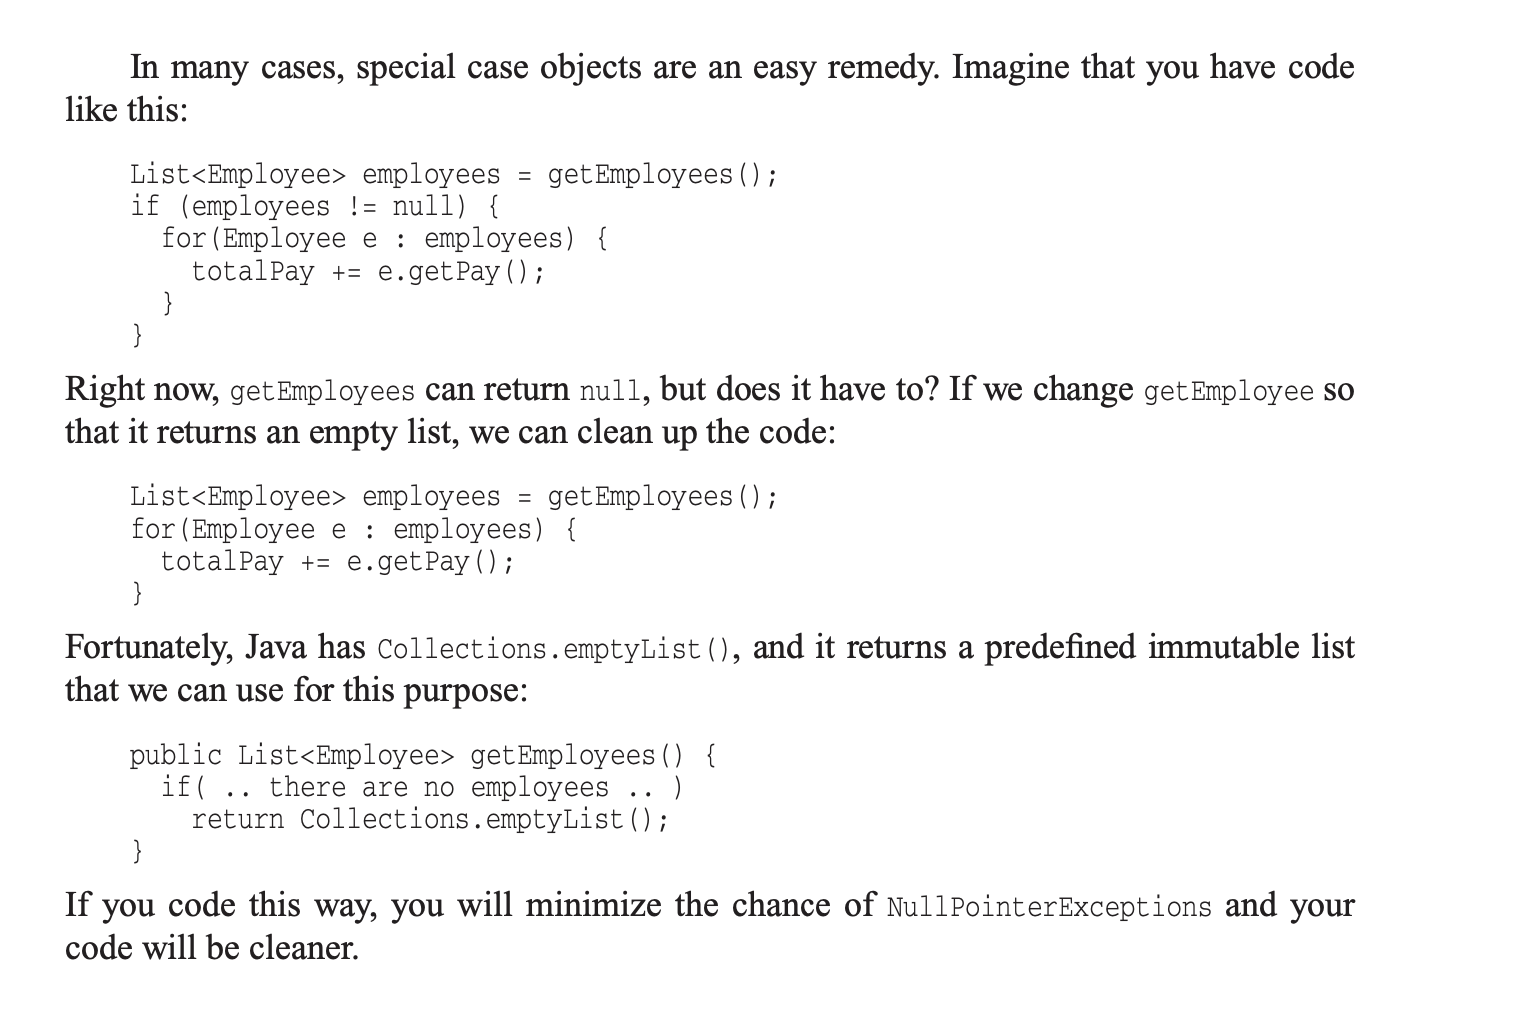 In many cases, special case objects are an easy remedy. Imagine that you have code
like this:
List<Employee> employees = getEmployees();
if (employees != null) {
for(Employee e : employees) {
totalPay += e.getPay();
}
}
Right now, getEmployees can return null, but does it have to? If we change getEmployee so
that it returns an empty list, we can clean up the code:
List<Employee> employees = getEmployees();
for(Employee e : employees) {
totalPay += e.getPay();
}
Fortunately, Java has Collections.emptyList(), and it returns a predefined immutable list
that we can use for this purpose:
public List<Employee> getEmployees() {
if( .. there are no employees .. )
return Collections.emptyList();
}
If you code this way, you will minimize the chance of NullPointerExceptions and your
code will be cleaner.